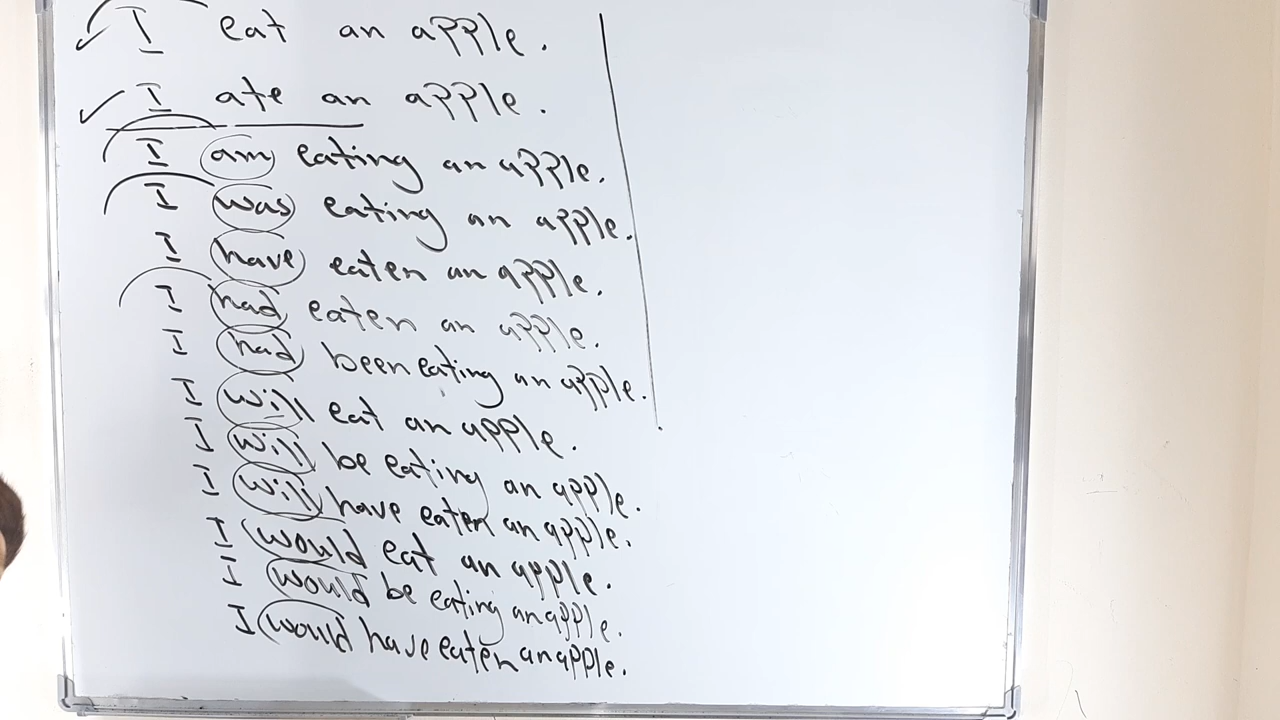 I eat an apple.
I ate an apple.
I am eating an apple.
I was eating an apple.
I have eaten an apple.
I had eaten an apple.
I had been eating an apple.
I will eat an apple.
I will be eating an apple.
I will have eaten an apple.
I would eat an apple.
I would be eating an apple.
I would have eaten an apple.